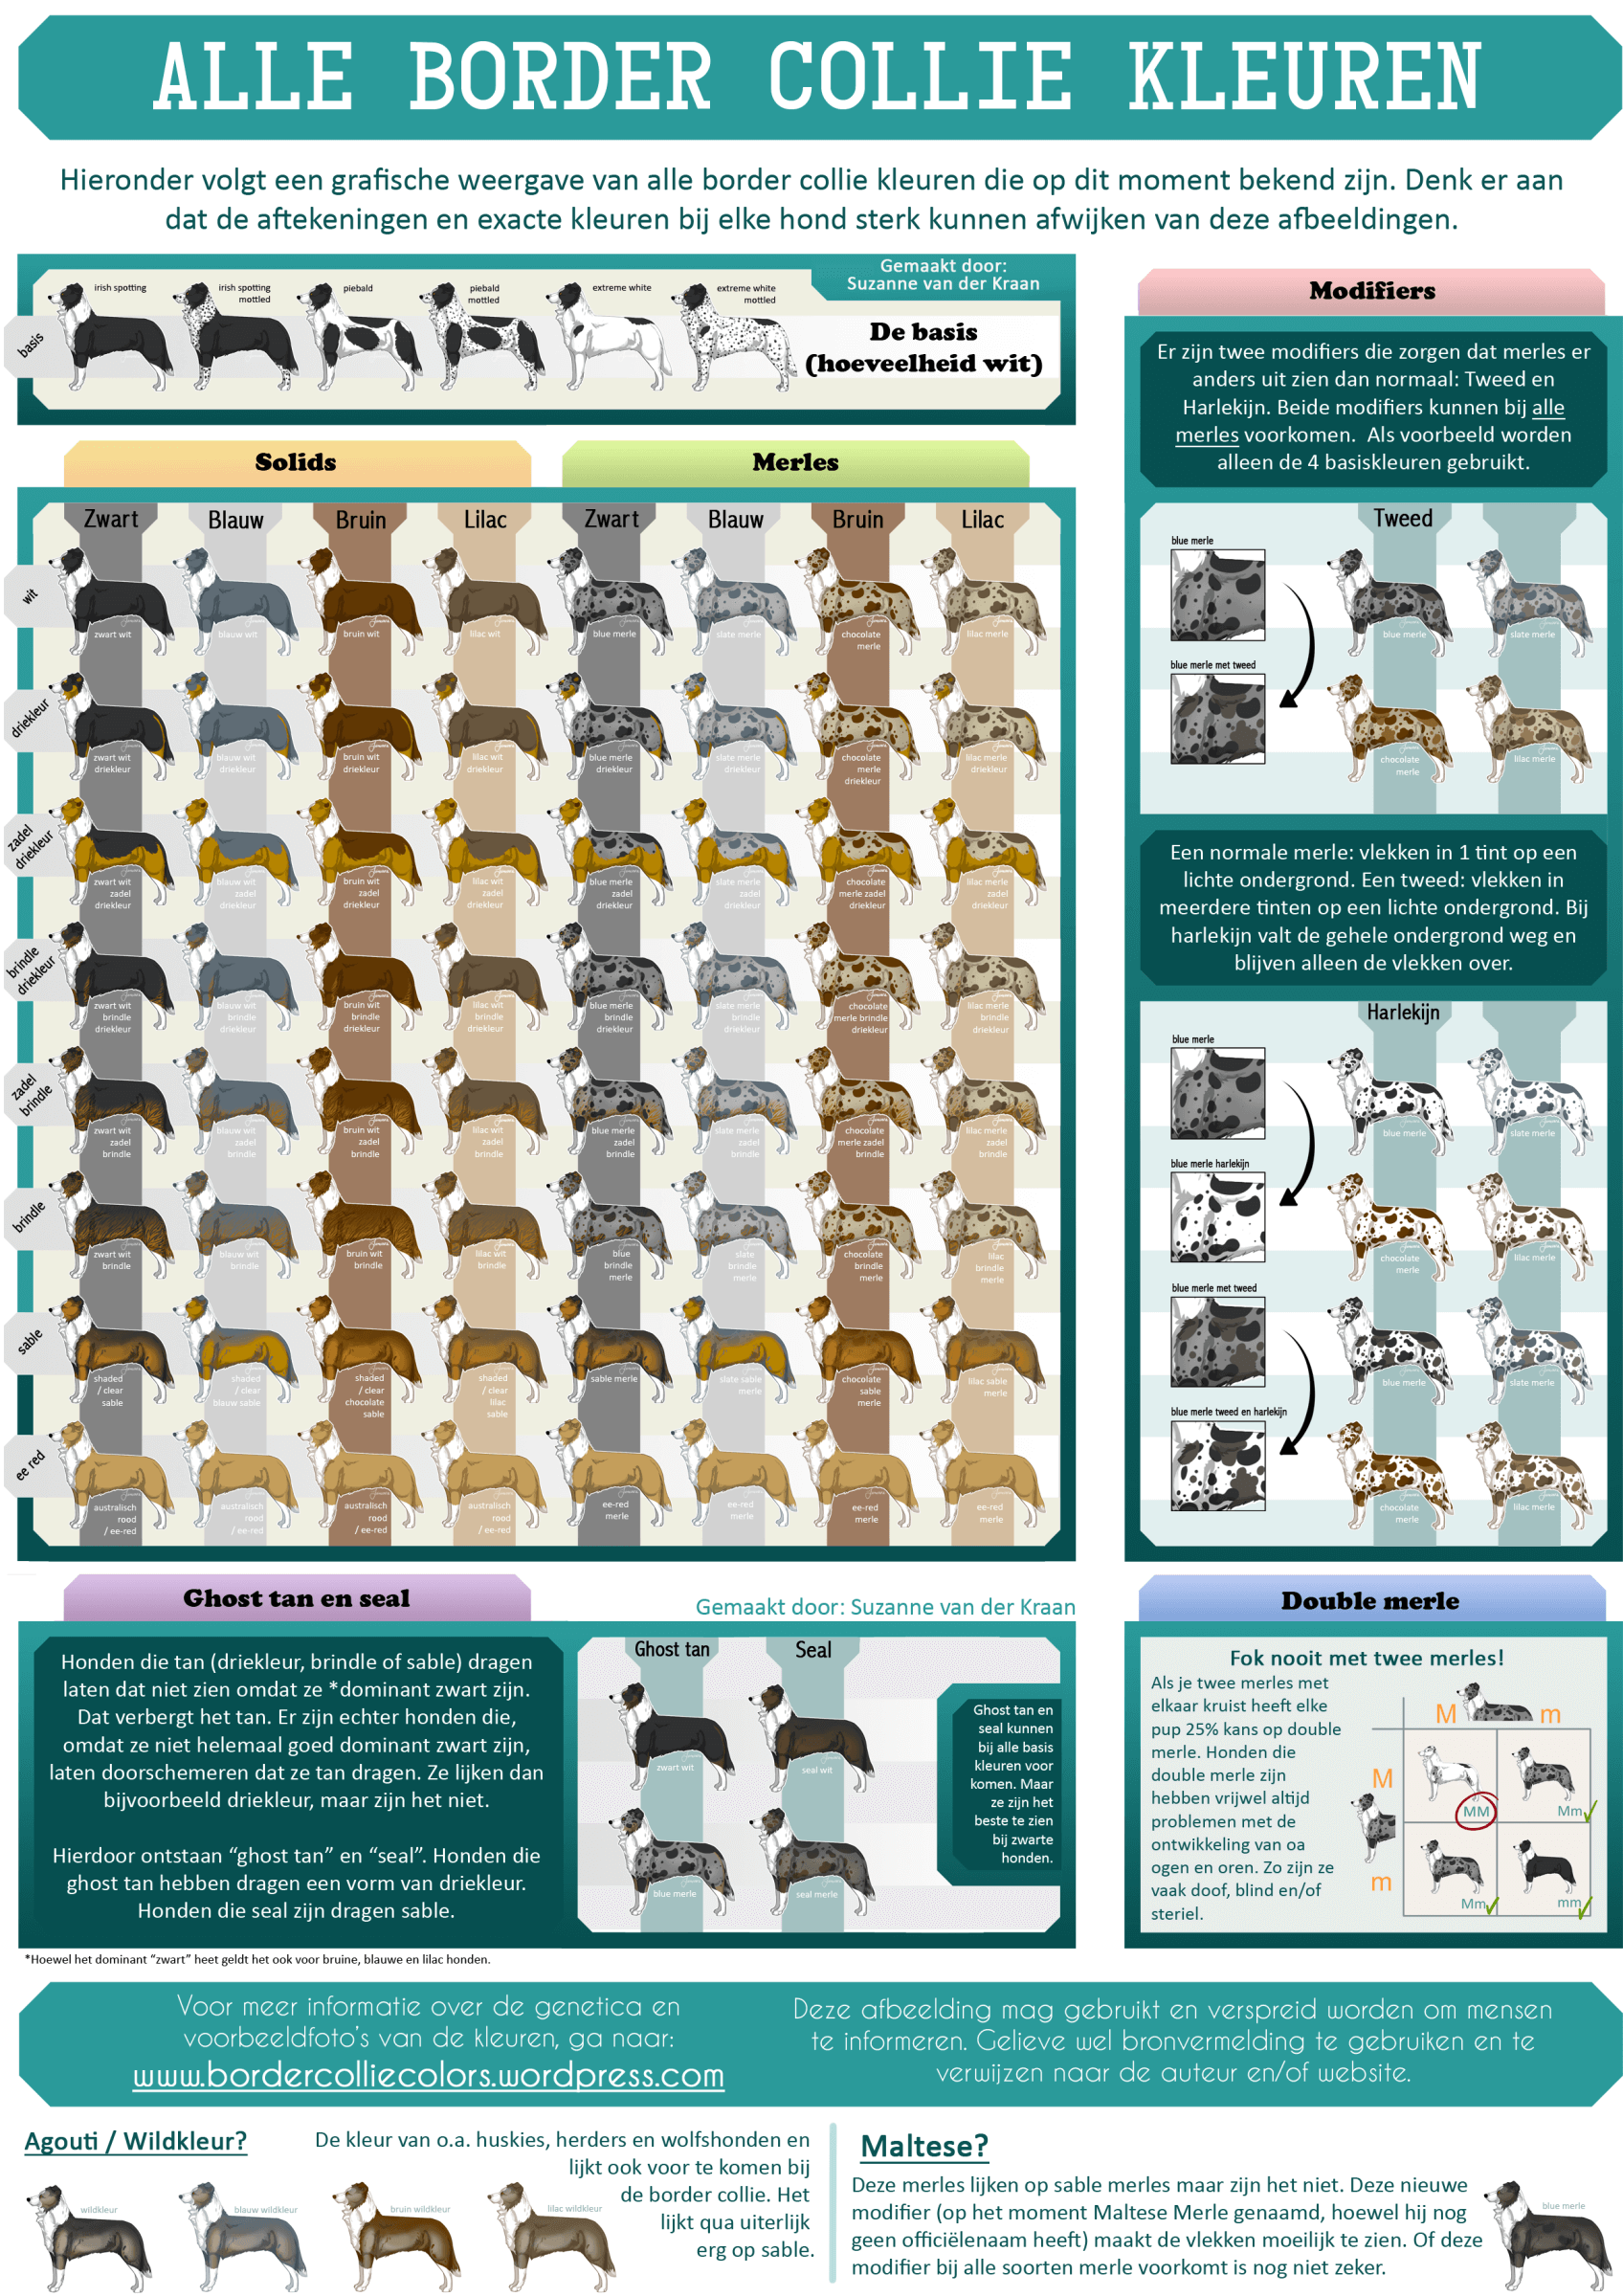 ALLE BORDER COLLIE KLEUREN
Hieronder volgt een grafische weergave van alle border collie kleuren die op dit moment bekend zijn. Denk er aan
dat de aftekeningen en exacte kleuren bij elke hond sterk kunnen afwijken van deze afbeeldingen.
Gemaakt door:
Suzanne van der Kraan
basis
irish spotting
irish spotting
mottled
piebald
piebald
mottled
extreme white
extreme white
mottled
De basis
(hoeveelheid wit)
Solids
Merles
Zwart Blauw Bruin Lilac Zwart Blauw Bruin Lilac
wit
zwart wit
blauw wit
bruin wit
lilac wit
blue merle
slate merle
chocolate
merle
lilac merle
driekleur
zwart wit
driekleur
blauw wit
driekleur
bruin wit
driekleur
lilac wit
driekleur
blue merle
driekleur
slate merle
driekleur
chocolate
merle
driekleur
lilac merle
driekleur
zadel
driekleur
zwart wit
zadel
driekleur
blauw wit
zadel
driekleur
bruin wit
zadel
driekleur
lilac wit
zadel
driekleur
blue merle
zadel
driekleur
slate merle
zadel
driekleur
chocolate
merle zadel
driekleur
lilac merle
zadel
driekleur
brindle
driekleur
zwart wit
brindle
driekleur
blauw wit
brindle
driekleur
bruin wit
brindle
driekleur
lilac wit
brindle
driekleur
blue merle
brindle
driekleur
slate merle
brindle
driekleur
chocolate
merle brindle
driekleur
lilac merle
brindle
driekleur
zadel
brindle
zwart wit
zadel
brindle
blauw wit
zadel
brindle
bruin wit
zadel
brindle
lilac wit
zadel
brindle
blue merle
zadel
brindle
slate merle
zadel
brindle
chocolate
merle zadel
brindle
lilac merle
zadel
brindle
brindle
zwart wit
brindle
blauw wit
brindle
bruin wit
brindle
lilac wit
brindle
blue
brindle
merle
slate
brindle
merle
chocolate
brindle
merle
lilac
brindle
merle
sable
shaded
/ clear
sable
shaded
/ clear
blauw sable
shaded
/ clear
chocolate
sable
shaded
/ clear
lilac
sable
sable merle
slate sable
merle
chocolate
sable
merle
lilac sable
merle
ee red
australisch
rood
/ ee-red
australisch
rood
/ ee-red
australisch
rood
/ ee-red
australisch
rood
/ ee-red
ee-red
merle
ee-red
merle
ee-red
merle
ee-red
merle
Modifiers
Er zijn twee modifiers die zorgen dat merles er
anders uit zien dan normaal: Tweed en
Harlekijn. Beide modifiers kunnen bij alle
merles voorkomen. Als voorbeeld worden
alleen de 4 basiskleuren gebruikt.
Tweed
blue merle
blue merle met tweed
blue merle
slate merle
chocolate
merle
lilac merle
Een normale merle: vlekken in 1 tint op een
lichte ondergrond. Een tweed: vlekken in
meerdere tinten op een lichte ondergrond. Bij
harlekijn valt de gehele ondergrond weg en
blijven alleen de vlekken over.
Harlekijn
blue merle
blue merle harlekijn
blue merle
slate merle
chocolate
merle
lilac merle
blue merle met tweed
blue merle tweed en harlekijn
blue merle
slate merle
chocolate
merle
lilac merle
Ghost tan en seal
Gemaakt door: Suzanne van der Kraan
Honden die tan (driekleur, brindle of sable) dragen
laten dat niet zien omdat ze *dominant zwart zijn.
Dat verbergt het tan. Er zijn echter honden die,
omdat ze niet helemaal goed dominant zwart zijn,
laten doorschemeren dat ze tan dragen. Ze lijken dan
bijvoorbeeld driekleur, maar zijn het niet.
Hierdoor ontstaan “ghost tan” en “seal”. Honden die
ghost tan hebben dragen een vorm van driekleur.
Honden die seal zijn dragen sable.
Ghost tan
Seal
zwart wit
seal wit
blue merle
seal merle
Ghost tan en
seal kunnen
bij alle basis
kleuren voor
komen. Maar
ze zijn het
beste te zien
bij zwarte
honden.
*Hoewel het dominant “zwart” heet geldt het ook voor bruine, blauwe en lilac honden.
Double merle
Fok nooit met twee merles!
Als je twee merles met
elkaar kruist heeft elke
pup 25% kans op double
merle. Honden die
double merle zijn
hebben vrijwel altijd
problemen met de
ontwikkeling van oa
ogen en oren. Zo zijn ze
vaak doof, blind en/of
steriel.
M m
M
MM
Mm
m
Mm
mm
Voor meer informatie over de genetica en
voorbeeldfoto's van de kleuren, ga naar:
www.bordercolliecolors.wordpress.com
Deze afbeelding mag gebruikt en verspreid worden om mensen
te informeren. Gelieve wel bronvermelding te gebruiken en te
verwijzen naar de auteur en/of website.
Agouti / Wildkleur?
De kleur van o.a. huskies, herders en wolfshonden en
lijkt ook voor te komen bij
de border collie. Het
lijkt qua uiterlijk
erg op sable.
wildkleur
blauw wildkleur
bruin wildkleur
lilac wildkleur
Maltese?
Deze merles lijken op sable merles maar zijn het niet. Deze nieuwe
modifier (op het moment Maltese Merle genaamd, hoewel hij nog
geen officiëlenaam heeft) maakt de vlekken moeilijk te zien. Of deze
modifier bij alle soorten merle voorkomt is nog niet zeker.
blue merle